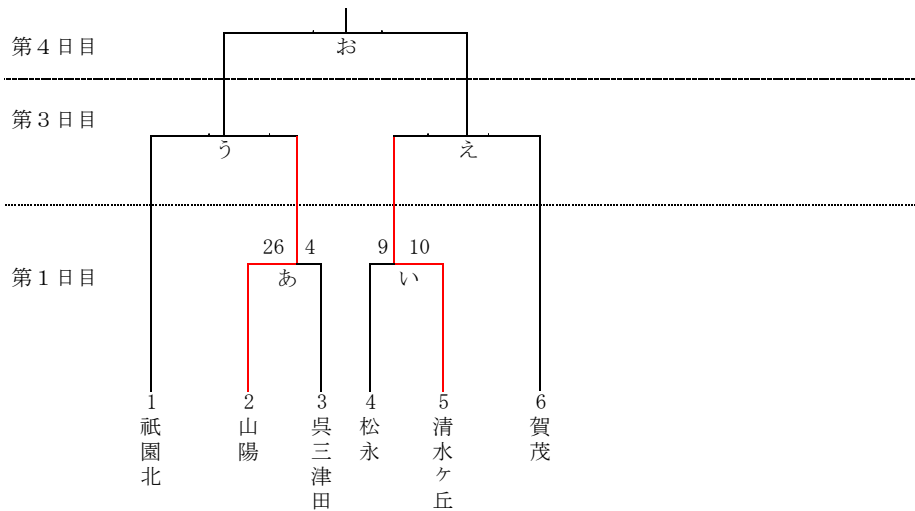 第４日目
お
第３日目
う
え
26 4
9 10
第１日目
あ
い
1
2
3
4
5
6
祇園北
山陽
呉三津田
松永
清水ケ丘
賀茂